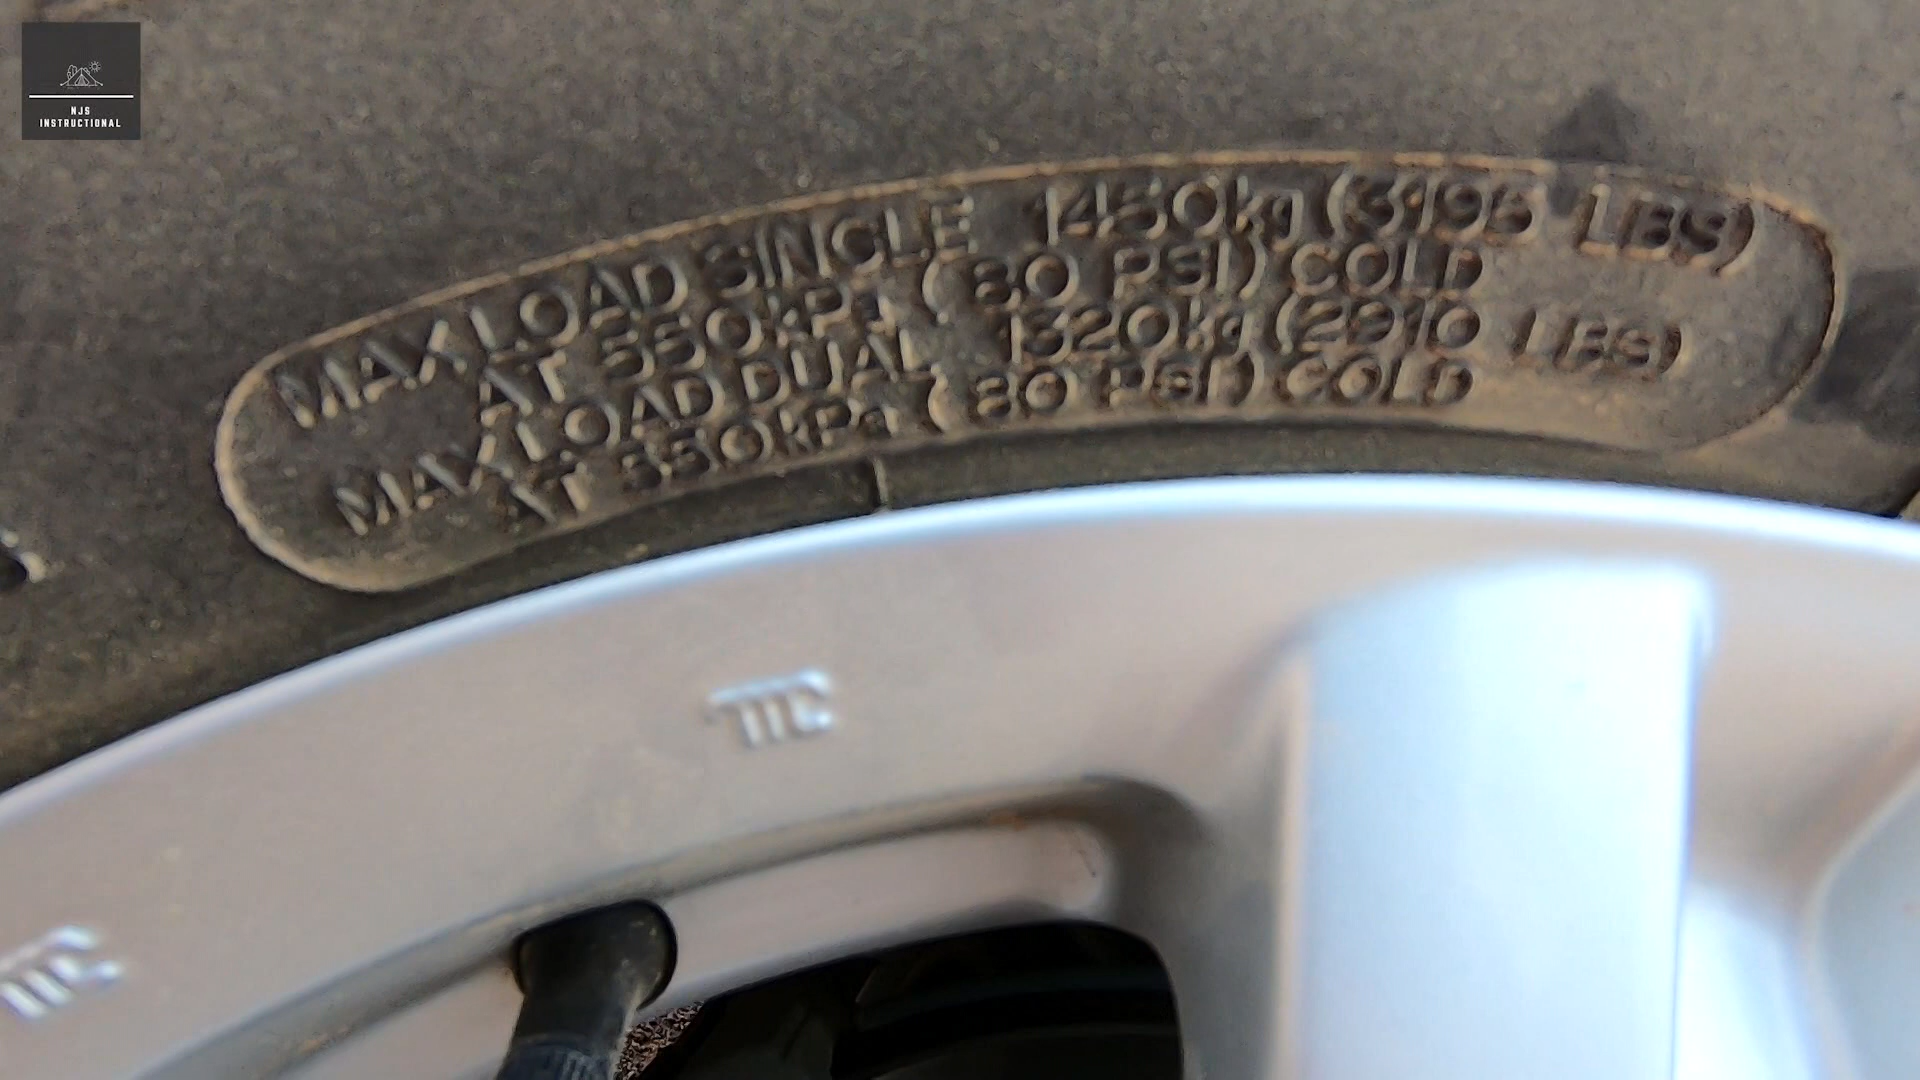 NJS
INSTRUCTIONAL
MAX LOAD SINGLE 1450kg (3195 LBS)
AT 550kPa ( 80 PSI) COLD
MAX LOAD DUAL 1320kg (2910 LBS)
AT 550kPa ( 80 PSI) COLD